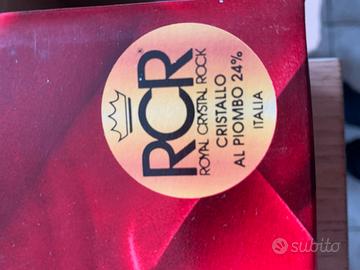 RCR®
ROYAL CRYSTAL ROCK
CRISTALLO
AL PIOMBO 24%
ITALIA
subito